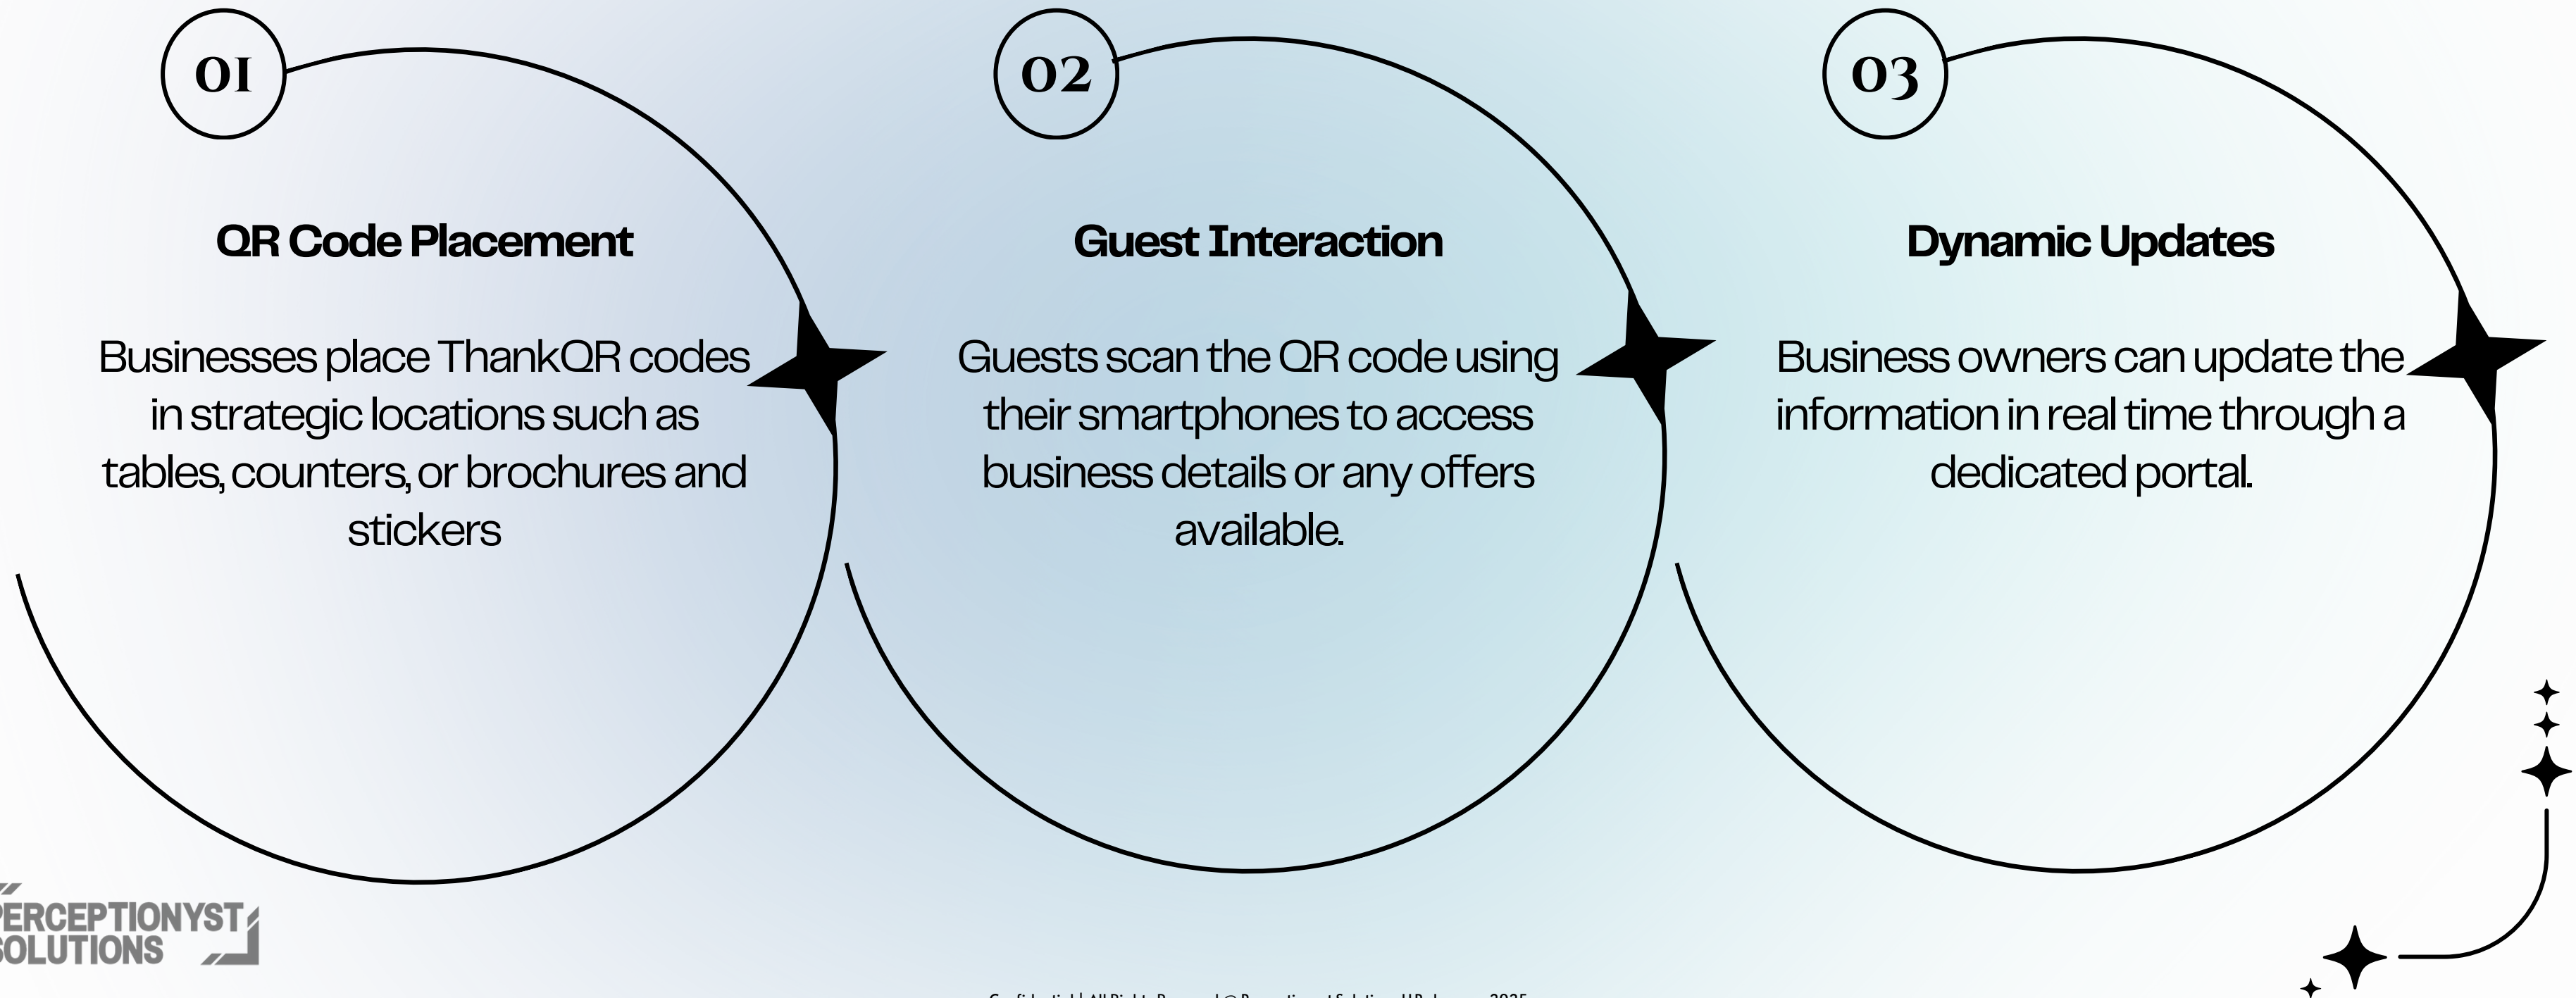 01
QR Code Placement
Businesses place ThankQR codes
in strategic locations such as
tables, counters, or brochures and
stickers
02
Guest Interaction
Guests scan the QR code using
their smartphones to access
business details or any offers
available.
03
Dynamic Updates
Business owners can update the
information in real time through a
dedicated portal.
PERCEPTIONYST
SOLUTIONS